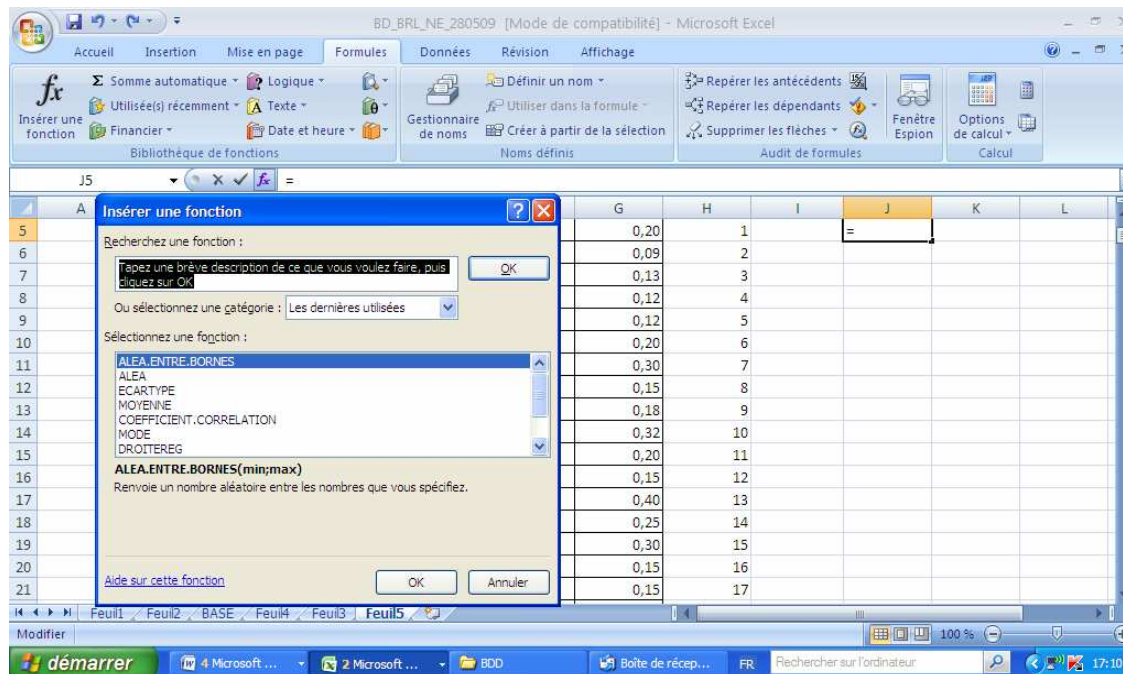 BD_BRL_NE_280509 [Mode de compatibilité] - Microsoft Excel
Accueil Insertion Mise en page Formules Données Révision Affichage
fx Insérer une fonction
Σ Somme automatique Logique
Utilisée(s) récemment Texte
Financier Date et heure
Bibliothèque de fonctions
Gestionnaire de noms
Définir un nom
Utiliser dans la formule
Créer à partir de la sélection
Noms définis
Repérer les antécédents
Repérer les dépendants
Supprimer les flèches
Fenêtre Espion
Audit de formules
Options de calcul
Calcul
J5 fx =
A G H I J K L
Insérer une fonction
Recherchez une fonction :
Tapez une brève description de ce que vous voulez faire, puis
cliquez sur OK
OK
Ou sélectionnez une catégorie : Les dernières utilisées
Sélectionnez une fonction :
ALEA.ENTRE.BORNES
ALEA
ECARTYPE
MOYENNE
COEFFICIENT.CORRELATION
MODE
DROITEREG
ALEA.ENTRE.BORNES(min;max)
Renvoie un nombre aléatoire entre les nombres que vous spécifiez.
Aide sur cette fonction
OK Annuler
5 0,20 1 =
6 0,09 2
7 0,13 3
8 0,12 4
9 0,12 5
10 0,20 6
11 0,30 7
12 0,15 8
13 0,18 9
14 0,32 10
15 0,20 11
16 0,15 12
17 0,40 13
18 0,25 14
19 0,30 15
20 0,15 16
21 0,15 17
Feuil1 Feuil2 BASE Feuil4 Feuil3 Feuil5
Modifier 100 %
démarrer 4 Microsoft ... 2 Microsoft ... BDD Boîte de récep... FR Rechercher sur l'ordinateur 17:10